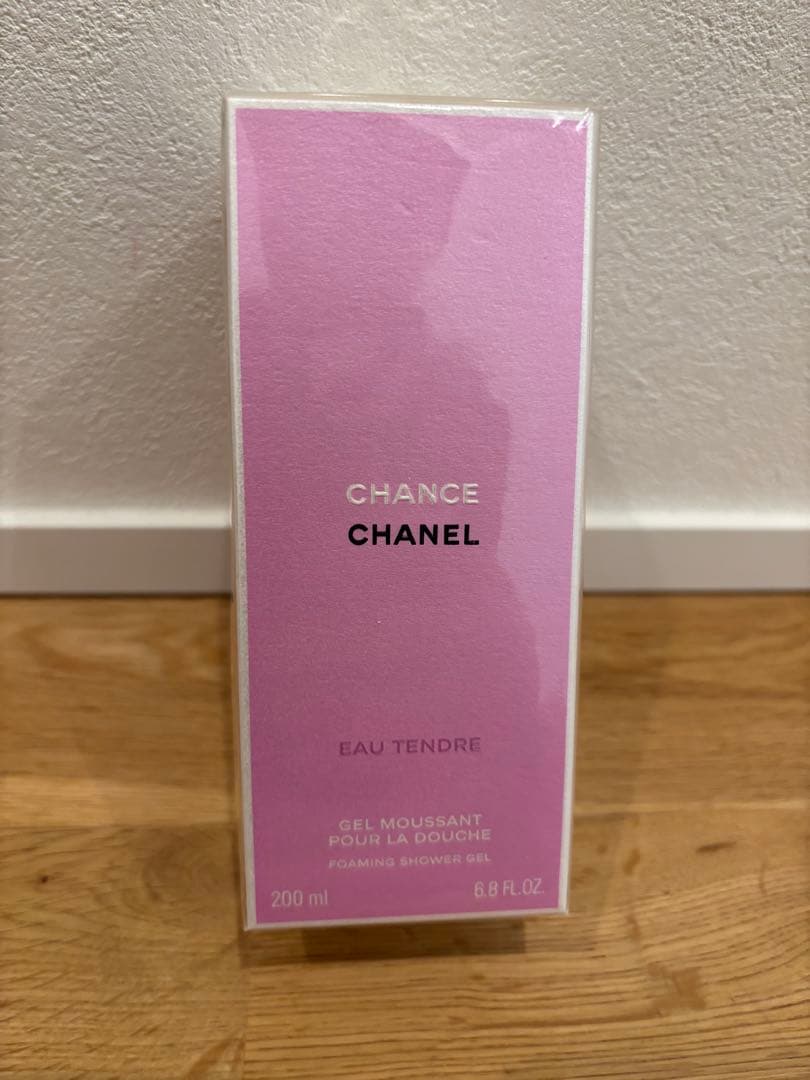 CHANCE
CHANEL
EAU TENDRE
GEL MOUSSANT
POUR LA DOUCHE
FOAMING SHOWER GEL
200 ml 6.8 FL.OZ.